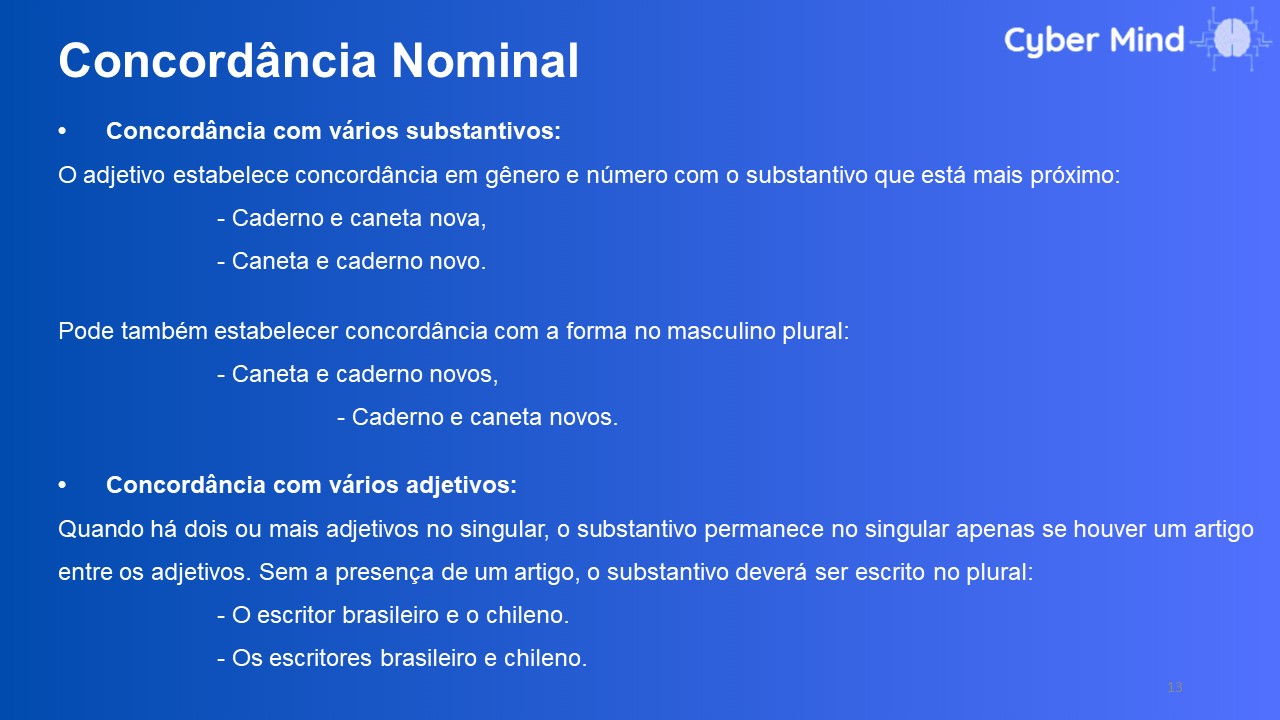 Concordância Nominal
Cyber Mind
• Concordância com vários substantivos:
O adjetivo estabelece concordância em gênero e número com o substantivo que está mais próximo:
- Caderno e caneta nova,
- Caneta e caderno novo.
Pode também estabelecer concordância com a forma no masculino plural:
- Caneta e caderno novos,
- Caderno e caneta novos.
• Concordância com vários adjetivos:
Quando há dois ou mais adjetivos no singular, o substantivo permanece no singular apenas se houver um artigo
entre os adjetivos. Sem a presença de um artigo, o substantivo deverá ser escrito no plural:
- O escritor brasileiro e o chileno.
- Os escritores brasileiro e chileno.
13